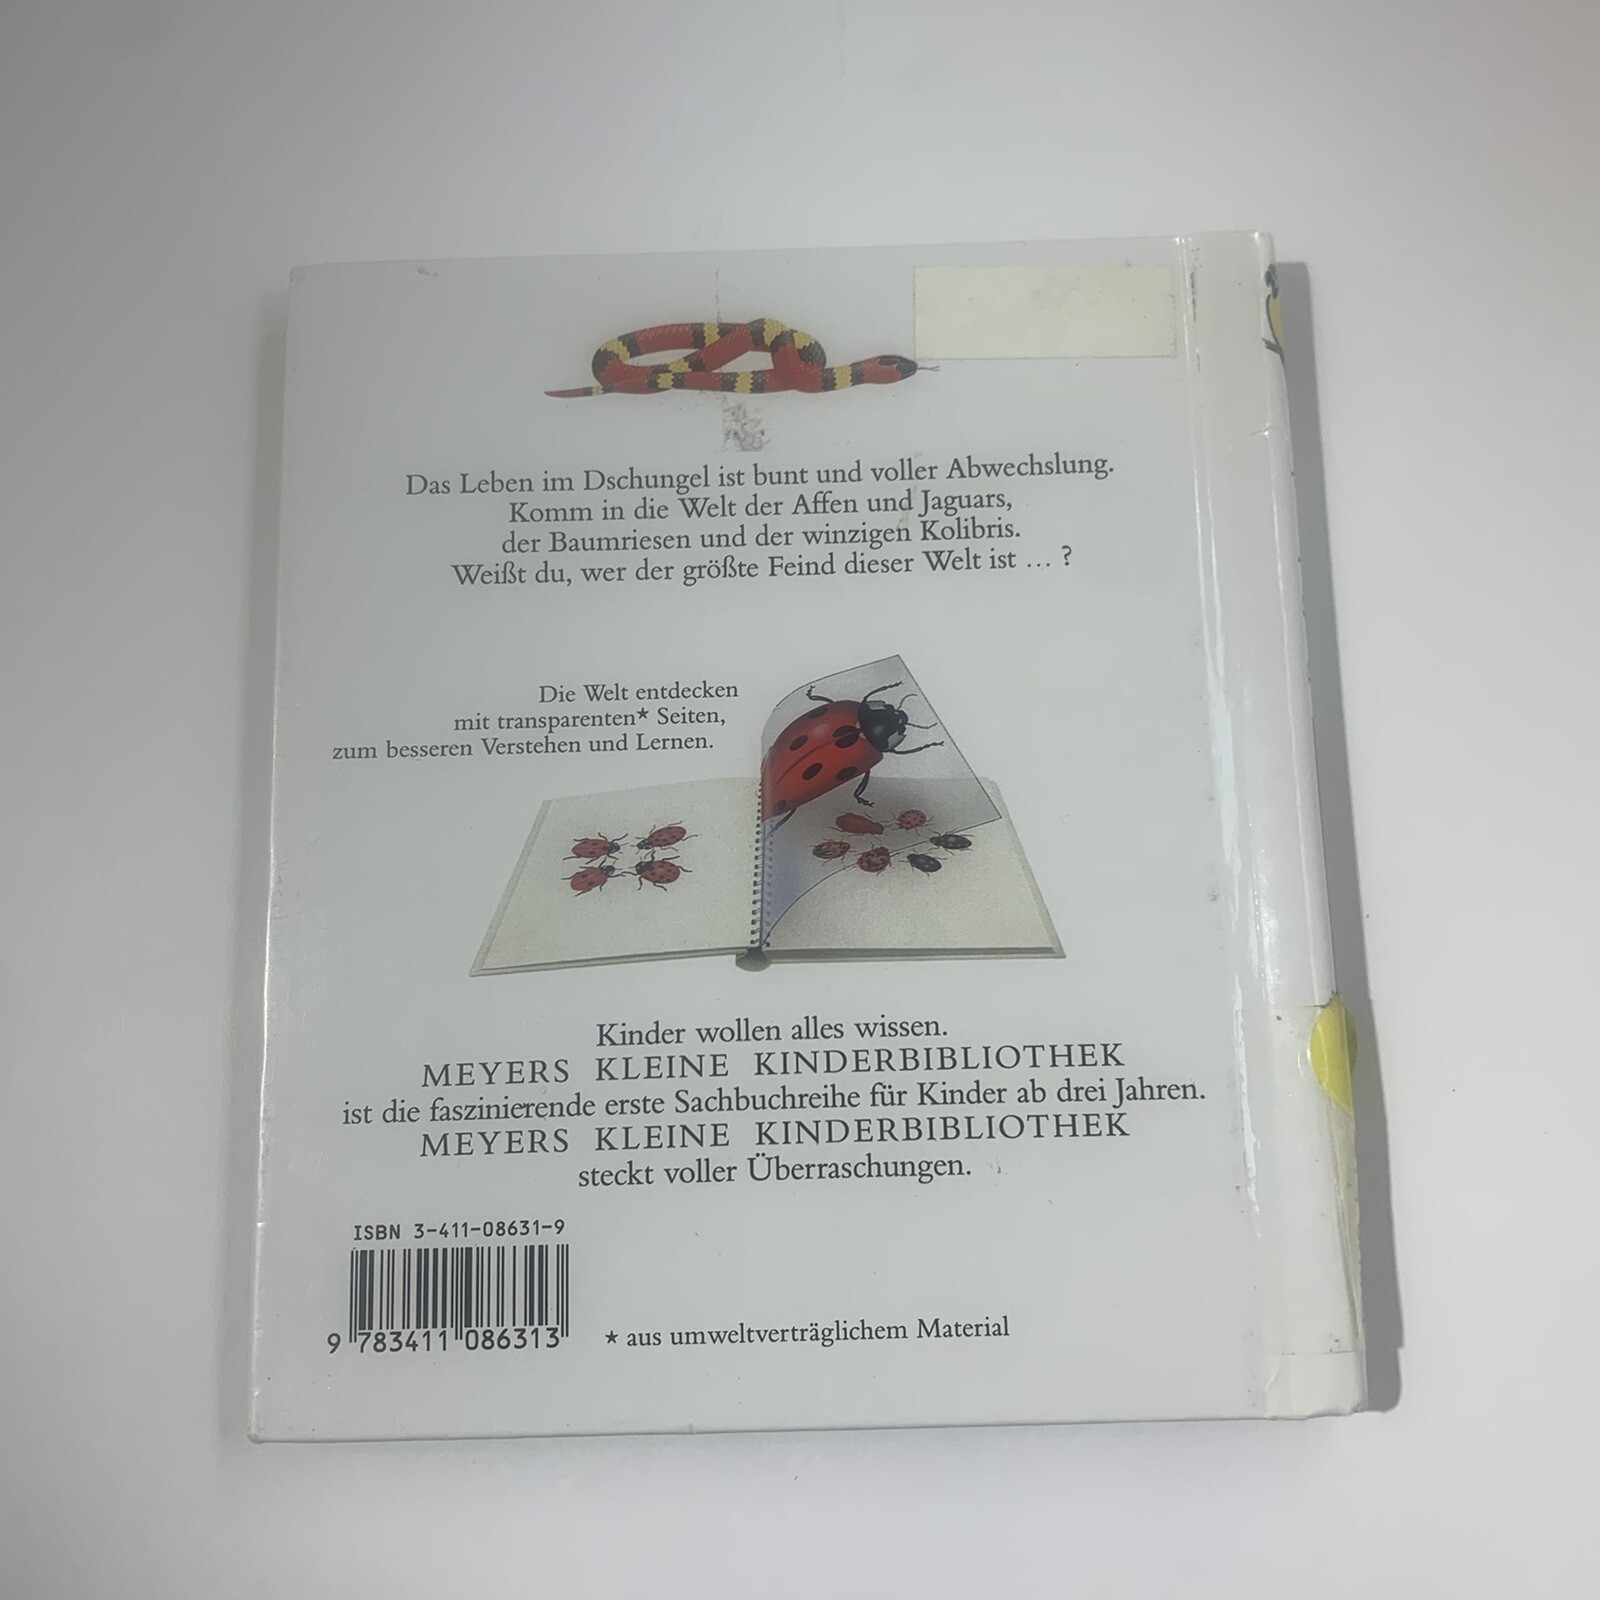 Das Leben im Dschungel ist bunt und voller Abwechslung.
Komm in die Welt der Affen und Jaguars,
der Baumriesen und der winzigen Kolibris.
Weißt du, wer der größte Feind dieser Welt ist ... ?
Die Welt entdecken
mit transparenten* Seiten,
zum besseren Verstehen und Lernen.
Kinder wollen alles wissen.
MEYERS KLEINE KINDERBIBLIOTHEK
ist die faszinierende erste Sachbuchreihe für Kinder ab drei Jahren.
MEYERS KLEINE KINDERBIBLIOTHEK
steckt voller Überraschungen.
ISBN 3-411-08631-9
9 783411 086313
* aus umweltverträglichem Material